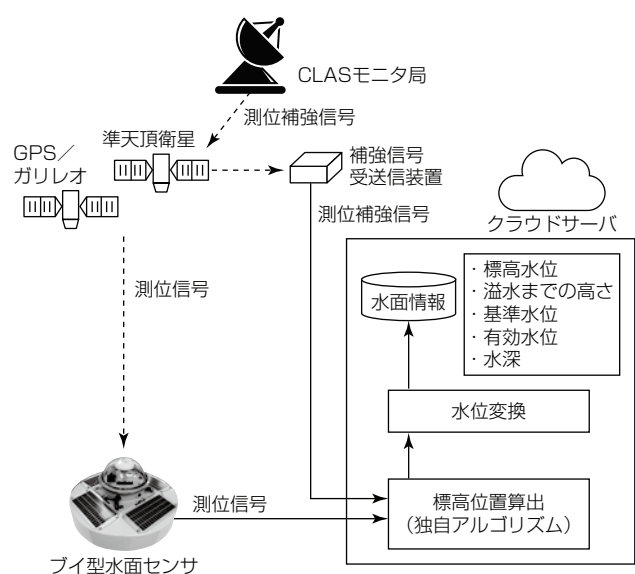 CLASモニタ局
測位補強信号
準天頂衛星
GPS／
ガリレオ
補強信号
受送信装置
測位補強信号
クラウドサーバ
測位信号
水面情報
・標高水位
・溢水までの高さ
・基準水位
・有効水位
・水深
水位変換
測位信号
標高位置算出
（独自アルゴリズム）
ブイ型水面センサ